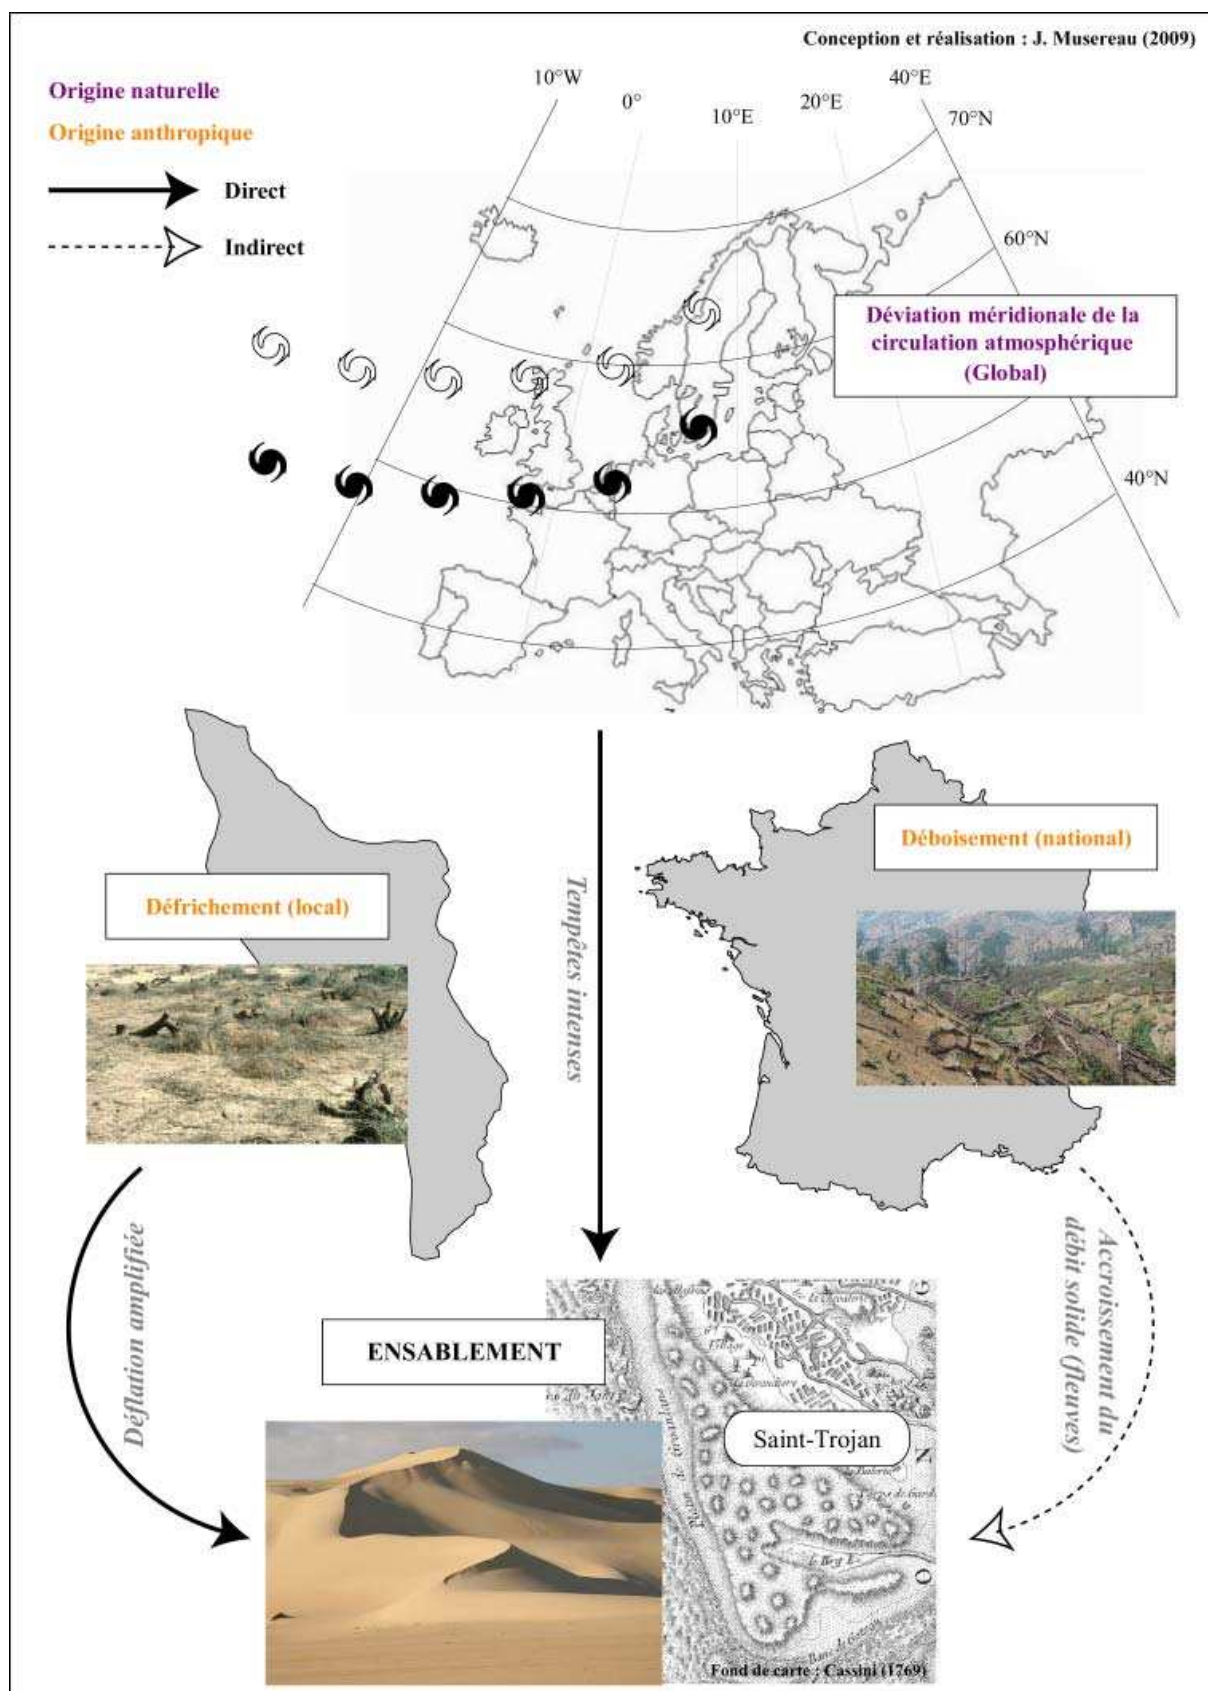 Conception et réalisation : J. Musereau (2009)
Origine naturelle
Origine anthropique
Direct
Indirect
10°W
0°
10°E
20°E
40°E
70°N
60°N
40°N
Déviation méridionale de la
circulation atmosphérique
(Global)
Défrichement (local)
Tempêtes intenses
Déboisement (national)
Déflation amplifiée
Accroissement du
débit solide (fleuves)
ENSABLEMENT
Saint-Trojan
N
O
Fond de carte : Cassini (1769)